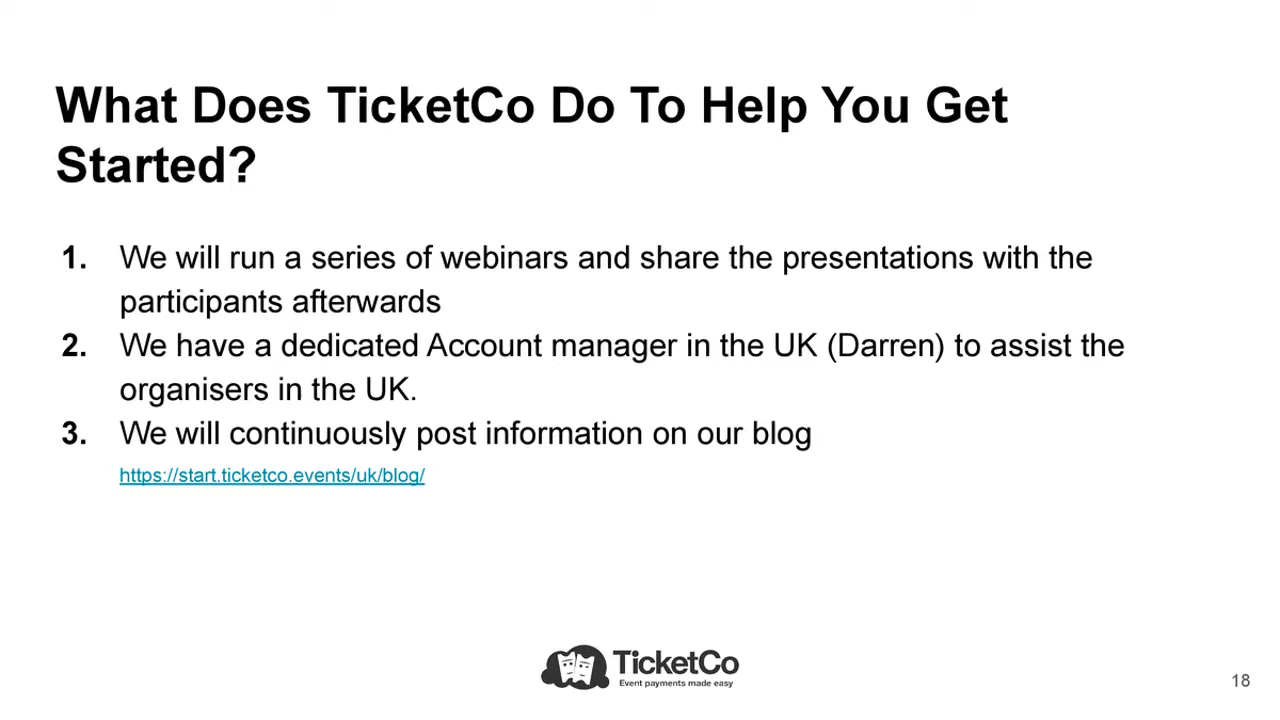 What Does TicketCo Do To Help You Get
Started?
1. We will run a series of webinars and share the presentations with the
participants afterwards
2. We have a dedicated Account manager in the UK (Darren) to assist the
organisers in the UK.
3. We will continuously post information on our blog
https://start.ticketco.events/uk/blog/
TicketCo
Event payments made easy
18